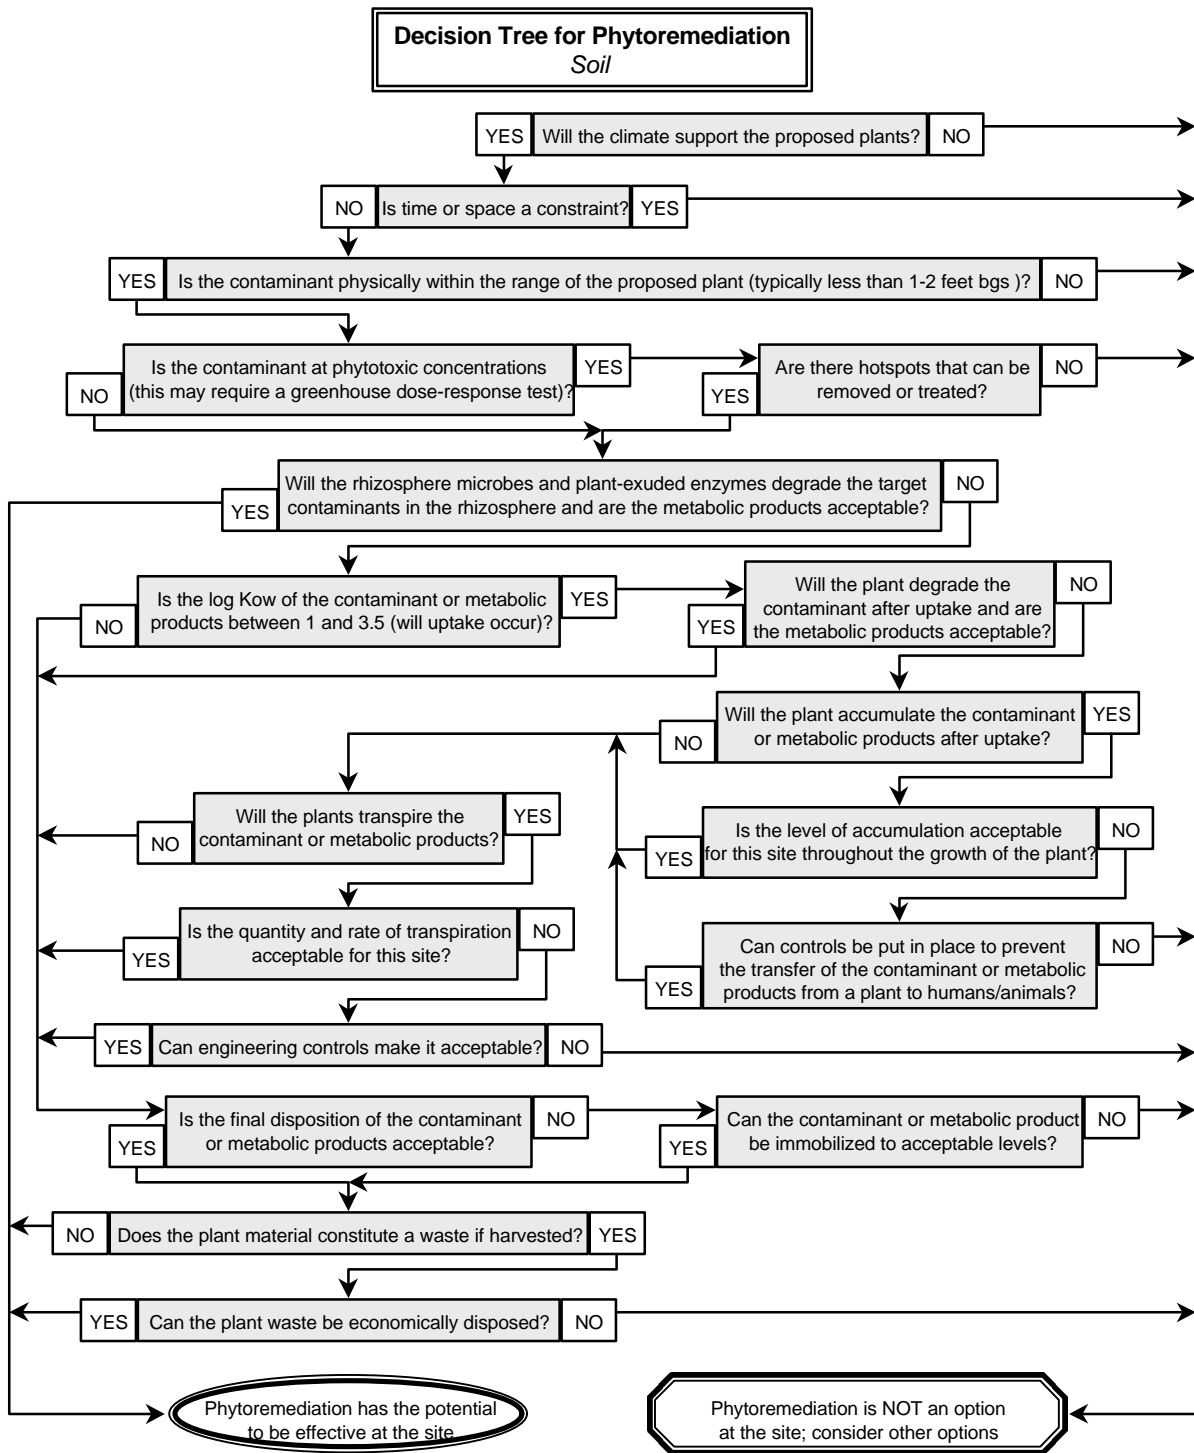 Decision Tree for Phytoremediation
Soil
YES
Will the climate support the proposed plants?
NO
NO
Is time or space a constraint?
YES
YES
Is the contaminant physically within the range of the proposed plant (typically less than 1-2 feet bgs )?
NO
NO
Is the contaminant at phytotoxic concentrations
(this may require a greenhouse dose-response test)?
YES
YES
Are there hotspots that can be
removed or treated?
NO
YES
Will the rhizosphere microbes and plant-exuded enzymes degrade the target
contaminants in the rhizosphere and are the metabolic products acceptable?
NO
NO
Is the log Kow of the contaminant or metabolic
products between 1 and 3.5 (will uptake occur)?
YES
YES
Will the plant degrade the
contaminant after uptake and are
the metabolic products acceptable?
NO
NO
Will the plant accumulate the contaminant
or metabolic products after uptake?
YES
NO
Will the plants transpire the
contaminant or metabolic products?
YES
YES
Is the level of accumulation acceptable
for this site throughout the growth of the plant?
NO
YES
Is the quantity and rate of transpiration
acceptable for this site?
NO
YES
Can controls be put in place to prevent
the transfer of the contaminant or metabolic
products from a plant to humans/animals?
NO
YES
Can engineering controls make it acceptable?
NO
YES
Is the final disposition of the contaminant
or metabolic products acceptable?
NO
YES
Can the contaminant or metabolic product
be immobilized to acceptable levels?
NO
NO
Does the plant material constitute a waste if harvested?
YES
YES
Can the plant waste be economically disposed?
NO
Phytoremediation has the potential
to be effective at the site
Phytoremediation is NOT an option
at the site; consider other options